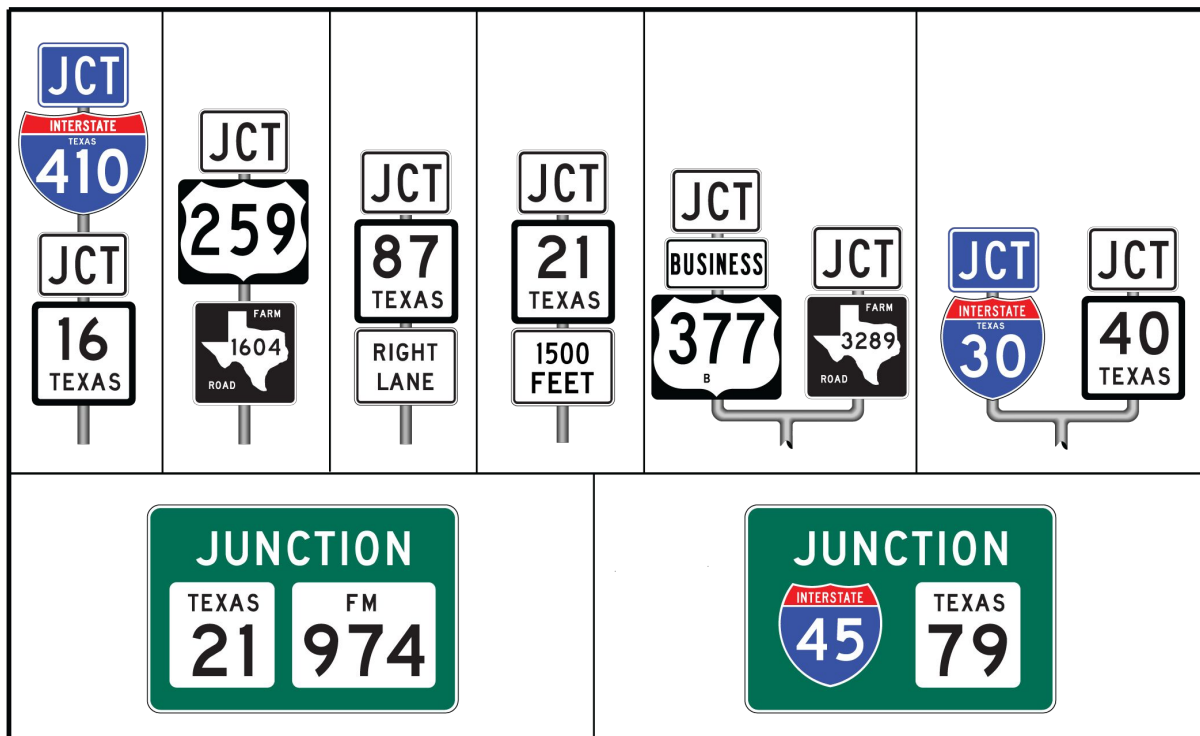 JCT
INTERSTATE
TEXAS
410
JCT
16
TEXAS
JCT
259
FARM
1604
ROAD
JCT
87
TEXAS
RIGHT
LANE
JCT
21
TEXAS
1500
FEET
JCT
BUSINESS
377
B
JCT
FARM
3289
ROAD
JCT
INTERSTATE
TEXAS
30
JCT
40
TEXAS
JUNCTION
TEXAS
21
FM
974
JUNCTION
INTERSTATE
45
TEXAS
79